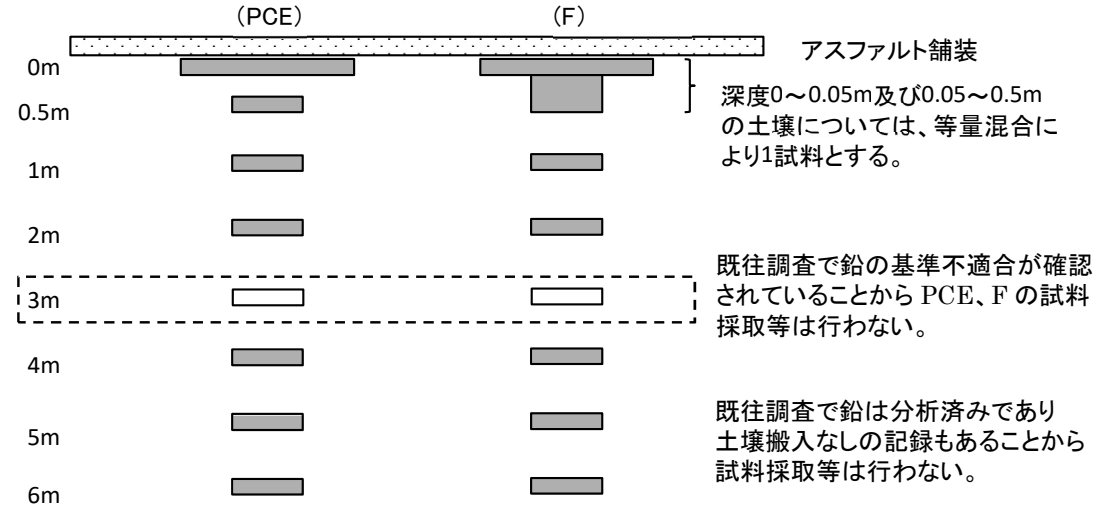 （PCE）
（F）
アスファルト舗装
0m
深度0～0.05m及び0.05～0.5m
0.5m
の土壌については、等量混合に
より1試料とする。
1m
2m
既往調査で鉛の基準不適合が確認
3m
されていることから PCE、F の試料
採取等は行わない。
4m
既往調査で鉛は分析済みであり
5m
土壌搬入なしの記録もあることから
試料採取等は行わない。
6m